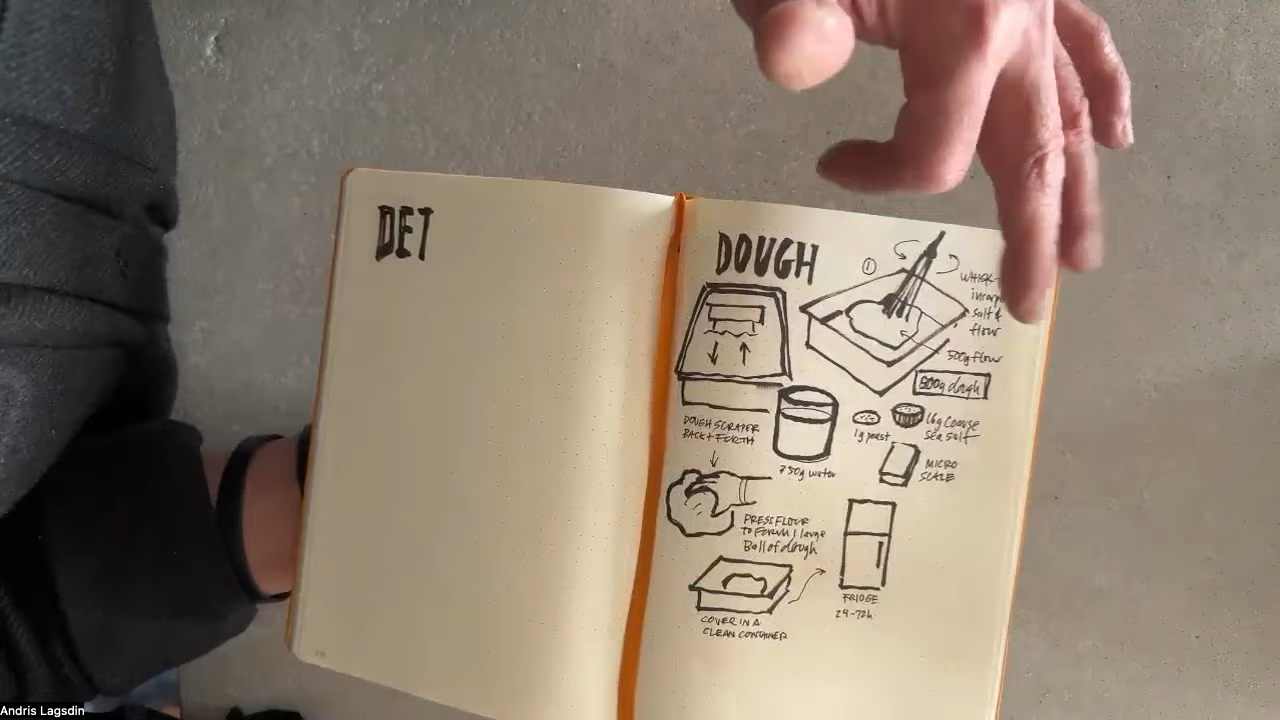 DET
DOUGH
①
WHISK-
salt &
flour
500g flour
dough
DOUGH SCRAPER
BACK + FORTH
1g yeast
16g Coarse
sea salt
water
MICRO
SCALE
PRESS FLOUR
to FORM 1 large
Ball of dough
COVER IN A
CLEAN CONTAINER
FRIDGE
24-72h
Andris Lagsdin